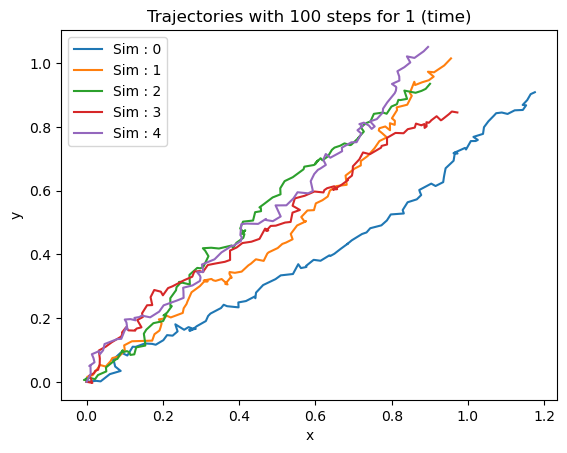 Trajectories with 100 steps for 1 (time)
Sim : 0
Sim : 1
Sim : 2
Sim : 3
Sim : 4
y
1.0
0.8
0.6
0.4
0.2
0.0
0.0 0.2 0.4 0.6 0.8 1.0 1.2
x